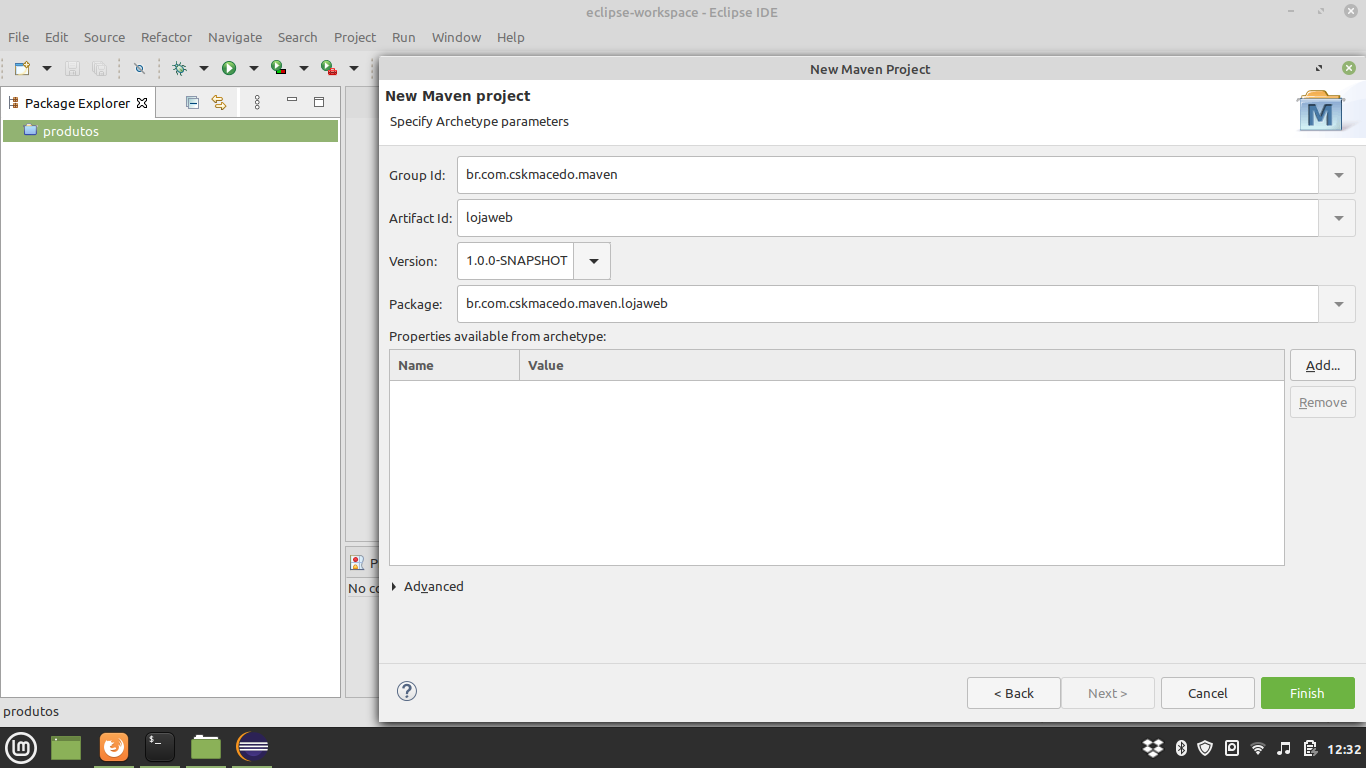 eclipse-workspace - Eclipse IDE
File Edit Source Refactor Navigate Search Project Run Window Help
Package Explorer
produtos
New Maven Project
New Maven project
Specify Archetype parameters
M
Group Id: br.com.cskmacedo.maven
Artifact Id: lojaweb
Version: 1.0.0-SNAPSHOT
Package: br.com.cskmacedo.maven.lojaweb
Properties available from archetype:
Name Value
Add...
Remove
Advanced
P
No co
? < Back Next > Cancel Finish
produtos
lm $_ 12:32